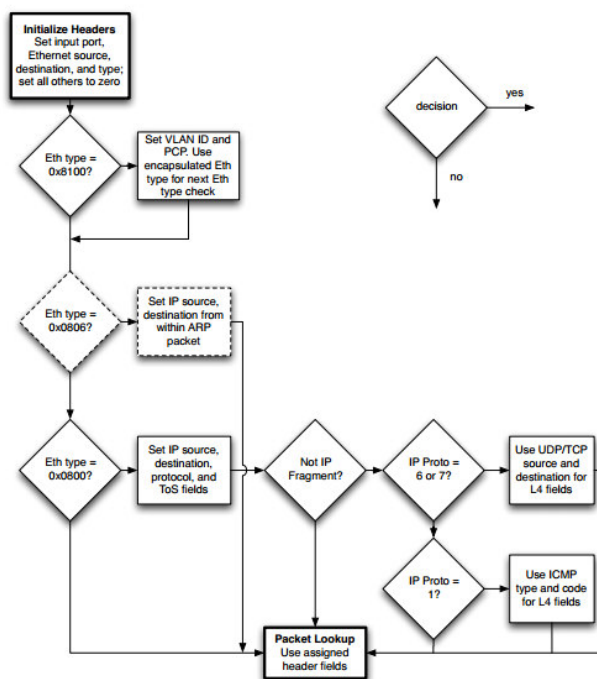 Initialize Headers
Set input port,
Ethernet source,
destination, and type;
set all others to zero
decision
yes
no
Eth type =
0x8100?
Set VLAN ID and
PCP. Use
encapsulated Eth
type for next Eth
type check
Eth type =
0x0806?
Set IP source,
destination from
within ARP
packet
Eth type =
0x0800?
Set IP source,
destination,
protocol, and
ToS fields
Not IP
Fragment?
IP Proto =
6 or 7?
Use UDP/TCP
source and
destination for
L4 fields
IP Proto =
1?
Use ICMP
type and code
for L4 fields
Packet Lookup
Use assigned
header fields